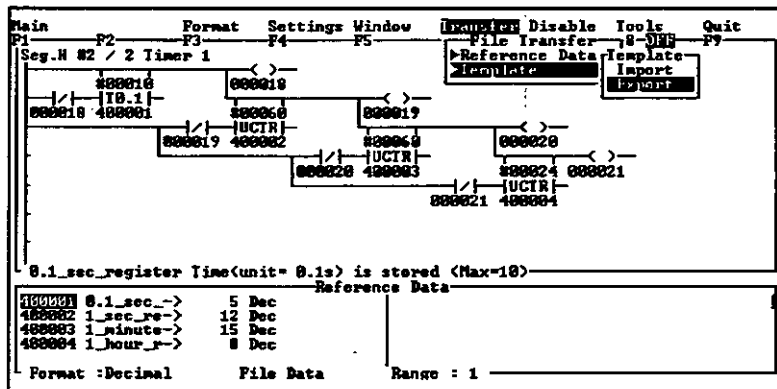 Main Format Settings Window Transfer Disable Tools Quit
F1 F2 F3 F4 F5 File Transfer 8-OFF F9
Seg.H #2 / 2 Timer 1
Reference Data Template
Template Import
Export
#00010 000018
T0.1
000018 400001 #00060 000019
UCTR
000019 400002 #00060 000020
UCTR
000020 400003 #00024 000021
UCTR
000021 400004
0.1_sec_register Time(unit= 0.1s) is stored (Max=10)
Reference Data
400001 0.1_sec_-> 5 Dec
400002 1_sec_re-> 12 Dec
400003 1_minute-> 15 Dec
400004 1_hour_r-> 8 Dec
Format :Decimal File Data Range : 1